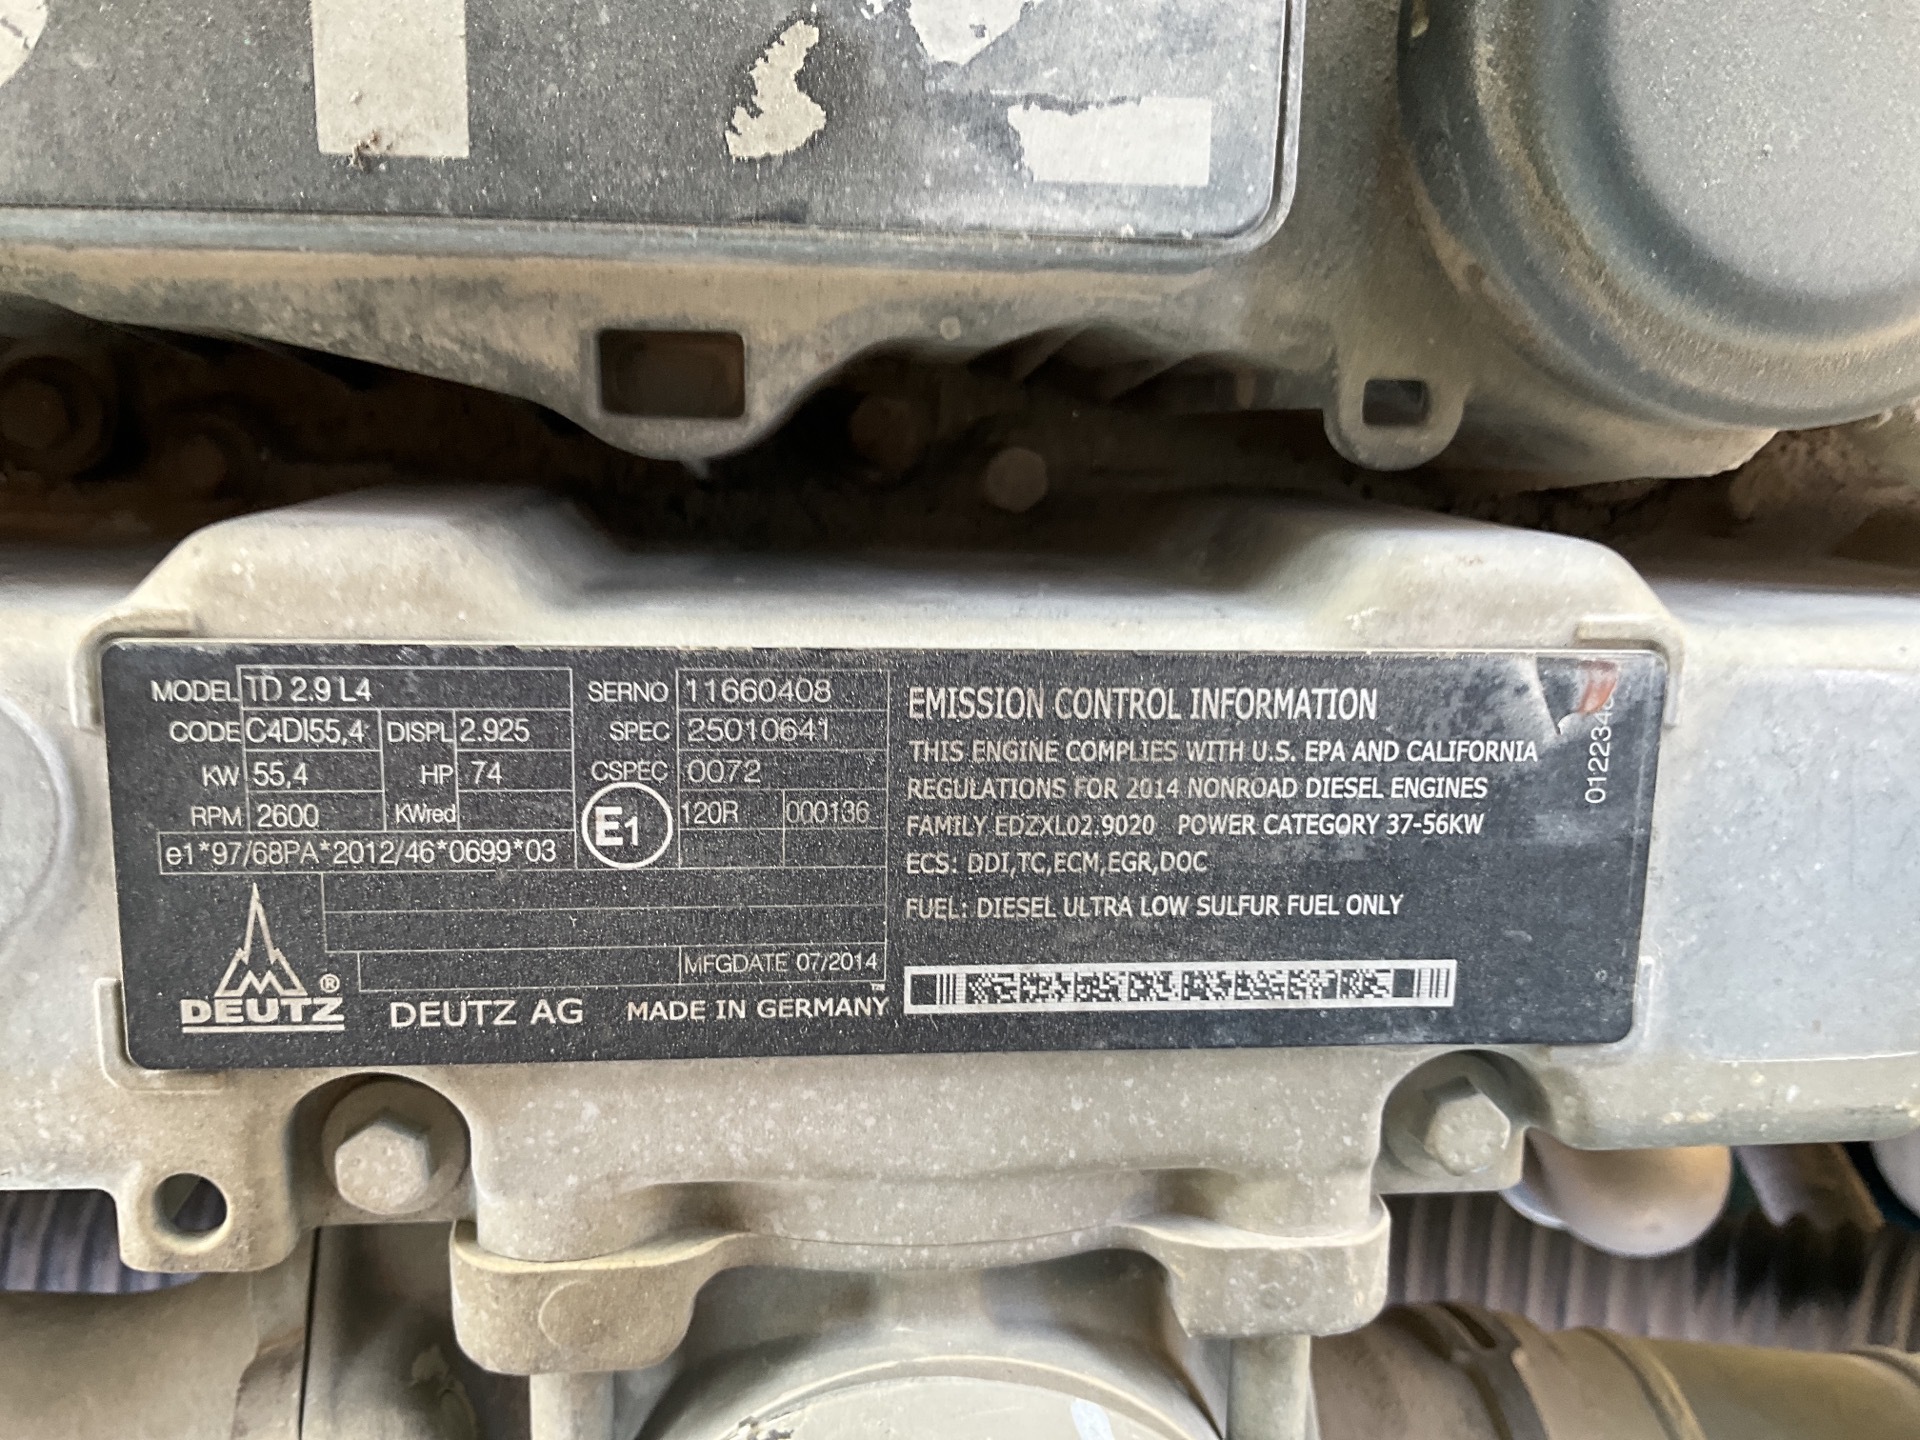 MODEL TD 2.9 L4
CODE C4DI55,4 DISPL 2.925
KW 55,4 HP 74
RPM 2600 KWred
e1*97/68PA*2012/46*0699*03
SERNO 11660408
SPEC 25010641
CSPEC 0072
E1 120R 000136
MFGDATE 07/2014
DEUTZ® DEUTZ AG MADE IN GERMANY
EMISSION CONTROL INFORMATION
THIS ENGINE COMPLIES WITH U.S. EPA AND CALIFORNIA
REGULATIONS FOR 2014 NONROAD DIESEL ENGINES
FAMILY EDZXL02.9020 POWER CATEGORY 37-56KW
ECS: DDI,TC,ECM,EGR,DOC
FUEL: DIESEL ULTRA LOW SULFUR FUEL ONLY